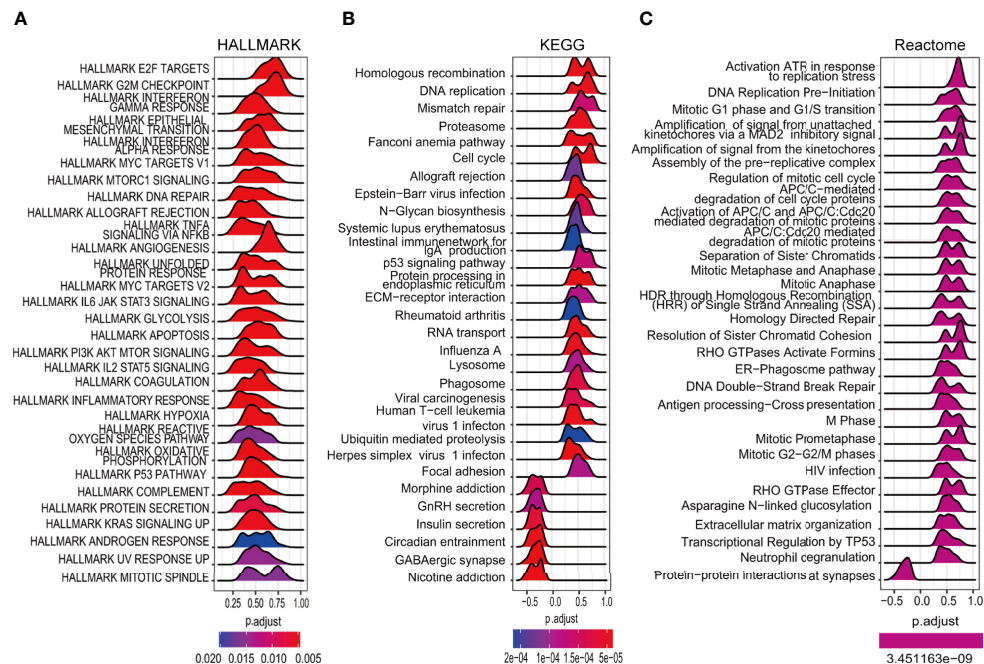 A
HALLMARK
HALLMARK E2F TARGETS
HALLMARK G2M CHECKPOINT
HALLMARK INTERFERON
GAMMA RESPONSE
HALLMARK EPITHELIAL
MESENCHYMAL TRANSITION
HALLMARK INTERFERON
ALPHA RESPONSE
HALLMARK MYC TARGETS V1
HALLMARK MTORC1 SIGNALING
HALLMARK DNA REPAIR
HALLMARK ALLOGRAFT REJECTION
HALLMARK TNFA
SIGNALING VIA NFKB
HALLMARK ANGIOGENESIS
HALLMARK UNFOLDED
PROTEIN RESPONSE
HALLMARK MYC TARGETS V2
HALLMARK IL6 JAK STAT3 SIGNALING
HALLMARK GLYCOLYSIS
HALLMARK APOPTOSIS
HALLMARK PI3K AKT MTOR SIGNALING
HALLMARK IL2 STAT5 SIGNALING
HALLMARK COAGULATION
HALLMARK INFLAMMATORY RESPONSE
HALLMARK HYPOXIA
HALLMARK REACTIVE
OXYGEN SPECIES PATHWAY
HALLMARK OXIDATIVE
PHOSPHORYLATION
HALLMARK P53 PATHWAY
HALLMARK COMPLEMENT
HALLMARK PROTEIN SECRETION
HALLMARK KRAS SIGNALING UP
HALLMARK ANDROGEN RESPONSE
HALLMARK UV RESPONSE UP
HALLMARK MITOTIC SPINDLE
0.25 0.50 0.75 1.00
p.adjust
0.020 0.015 0.010 0.005
B
KEGG
Homologous recombination
DNA replication
Mismatch repair
Proteasome
Fanconi anemia pathway
Cell cycle
Allograft rejection
Epstein-Barr virus infection
N-Glycan biosynthesis
Systemic lupus erythematosus
Intestinal immunenetwork for
IgA production
p53 signaling pathway
Protein processing in
endoplasmic reticulum
ECM-receptor interaction
Rheumatoid arthritis
RNA transport
Influenza A
Lysosome
Phagosome
Viral carcinogenesis
Human T-cell leukemia
virus 1 infecton
Ubiquitin mediated proteolysis
Herpes simplex virus 1 infecton
Focal adhesion
Morphine addiction
GnRH secretion
Insulin secretion
Circadian entrainment
GABAergic synapse
Nicotine addiction
−0.5 0.0 0.5 1.0
p.adjust
2e-04 1e-04 1e-04 5e-05
C
Reactome
Activation ATR in response
to replication stress
DNA Replication Pre−Initiation
Mitotic G1 phase and G1/S transition
Amplification of signal from unattached
kinetochores via a MAD2 inhibitory signal
Amplification of signal from the kinetochores
Assembly of the pre-replicative complex
Regulation of mitotic cell cycle
APC/C−mediated
degradation of cell cycle proteins
Activation of APC/C and APC/C:Cdc20
mediated degradation of mitotic proteins
APC/C:Cdc20 mediated
degradation of mitotic proteins
Separation of Sister Chromatids
Mitotic Metaphase and Anaphase
Mitotic Anaphase
HDR through Homologous Recombination
(HRR) or Single Strand Annealing (SSA)
Homology Directed Repair
Resolution of Sister Chromatid Cohesion
RHO GTPases Activate Formins
ER−Phagosome pathway
DNA Double−Strand Break Repair
Antigen processing−Cross presentation
M Phase
Mitotic Prometaphase
Mitotic G2−G2/M phases
HIV infection
RHO GTPase Effector
Asparagine N−linked glucosylation
Extracellular matrix organization
Transcriptional Regulation by TP53
Neutrophil cegranulation
Protein−protein interactions at synapses
−0.5 0.0 0.5 1.0
p.adjust
3.451163e−09